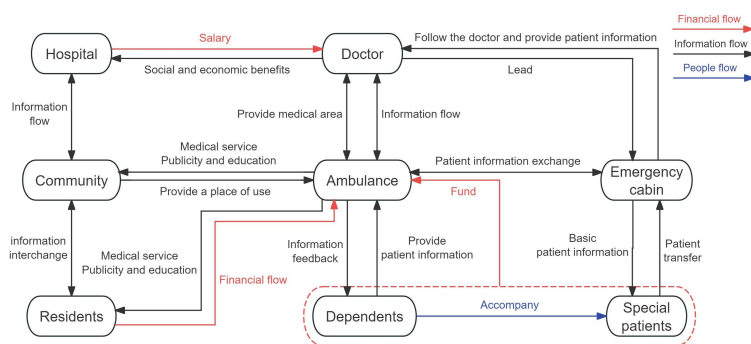 Financial flow
Information flow
People flow
Hospital
Salary
Doctor
Follow the doctor and provide patient information
Social and economic benefits
Lead
Information
flow
Provide medical area
Information flow
Medical service
Publicity and education
Patient information exchange
Community
Ambulance
Emergency
cabin
Provide a place of use
Fund
information
interchange
Medical service
Publicity and education
Financial flow
Information
feedback
Provide
patient information
Basic
patient information
Patient
transfer
Residents
Dependents
Accompany
Special
patients